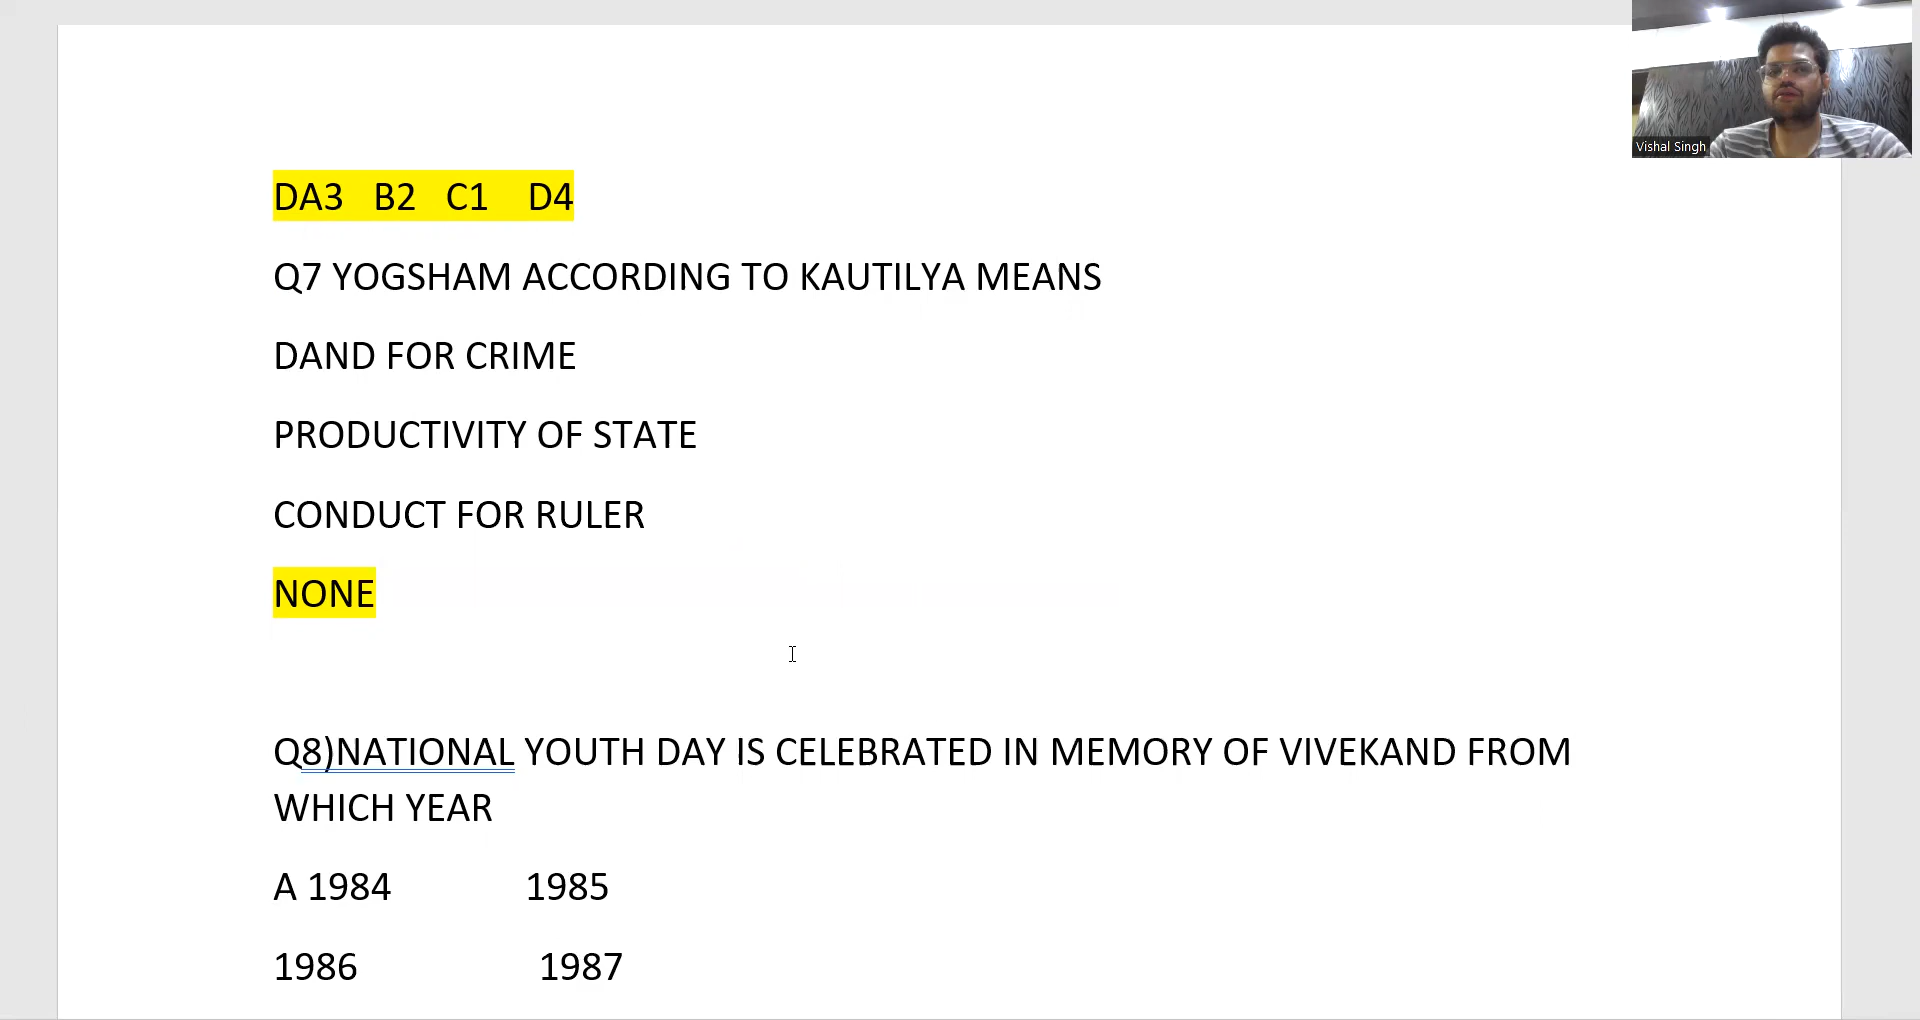 Vishal Singh
DA3 B2 C1 D4
Q7 YOGSHAM ACCORDING TO KAUTILYA MEANS
DAND FOR CRIME
PRODUCTIVITY OF STATE
CONDUCT FOR RULER
NONE
Q8)NATIONAL YOUTH DAY IS CELEBRATED IN MEMORY OF VIVEKAND FROM
WHICH YEAR
A 1984 1985
1986 1987